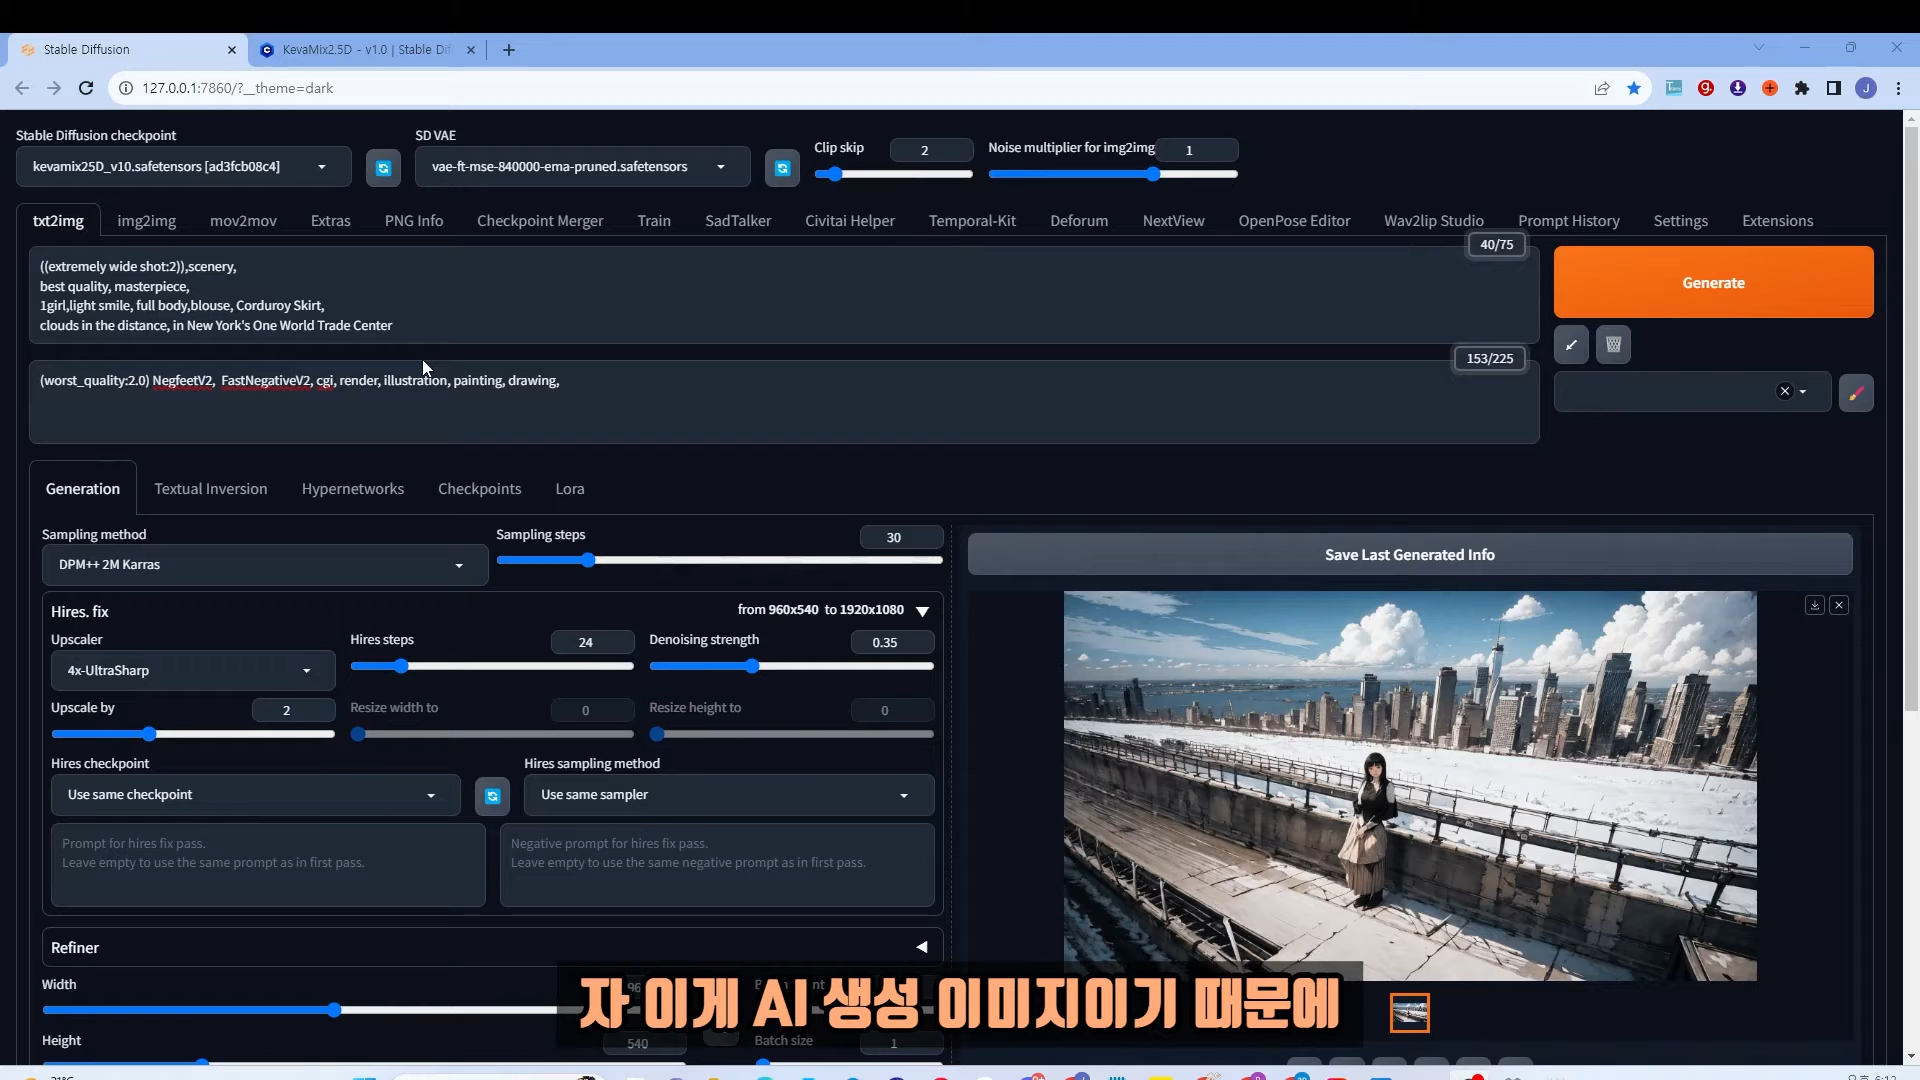 Stable Diffusion
KevaMix2.5D - v1.0 | Stable Dif
127.0.0.1:7860/?__theme=dark
J
Stable Diffusion checkpoint
SD VAE
Clip skip
2
Noise multiplier for img2img
1
kevamix25D_v10.safetensors [ad3fcb08c4]
vae-ft-mse-840000-ema-pruned.safetensors
txt2img
img2img
mov2mov
Extras
PNG Info
Checkpoint Merger
Train
SadTalker
Civitai Helper
Temporal-Kit
Deforum
NextView
OpenPose Editor
Wav2lip Studio
Prompt History
Settings
Extensions
40/75
((extremely wide shot:2)),scenery,
best quality, masterpiece,
1girl,light smile, full body,blouse, Corduroy Skirt,
clouds in the distance, in New York's One World Trade Center
Generate
153/225
(worst_quality:2.0) NegfeetV2,  FastNegativeV2, cgi, render, illustration, painting, drawing,
Generation
Textual Inversion
Hypernetworks
Checkpoints
Lora
Sampling method
DPM++ 2M Karras
Sampling steps
30
Save Last Generated Info
Hires. fix
from 960x540 to 1920x1080
Upscaler
4x-UltraSharp
Hires steps
24
Denoising strength
0.35
Upscale by
2
Resize width to
0
Resize height to
0
Hires checkpoint
Use same checkpoint
Hires sampling method
Use same sampler
Prompt for hires fix pass.
Leave empty to use the same prompt as in first pass.
Negative prompt for hires fix pass.
Leave empty to use the same negative prompt as in first pass.
Refiner
Width
자 이게 AI 생성 이미지이기 때문에
Height
540
Batch size
1